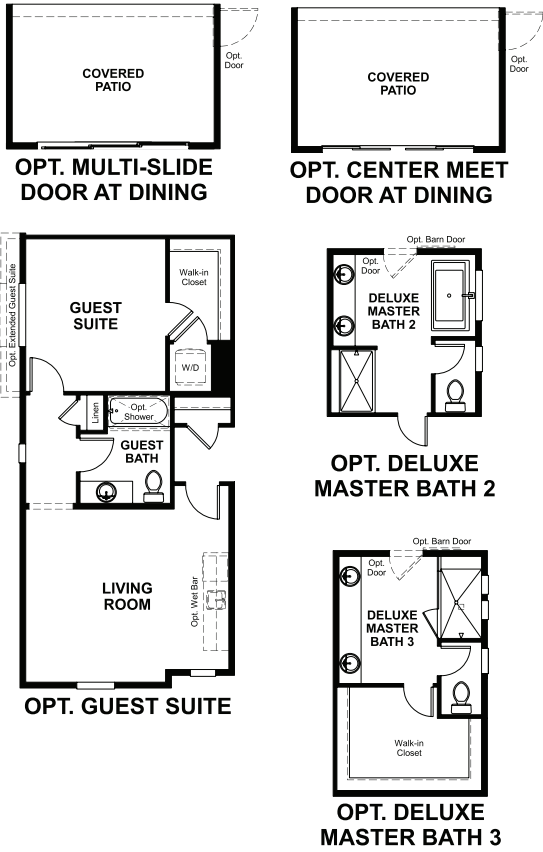 COVERED
PATIO
Opt.
Door
OPT. MULTI-SLIDE
DOOR AT DINING
COVERED
PATIO
Opt.
Door
OPT. CENTER MEET
DOOR AT DINING
Opt. Extended Guest Suite
GUEST
SUITE
Walk-in
Closet
W/D
Linen
Opt.
Shower
GUEST
BATH
LIVING
ROOM
Opt. Wet Bar
OPT. GUEST SUITE
Opt. Barn Door
Opt.
Door
DELUXE
MASTER
BATH 2
OPT. DELUXE
MASTER BATH 2
Opt. Barn Door
Opt.
Door
DELUXE
MASTER
BATH 3
Walk-in
Closet
OPT. DELUXE
MASTER BATH 3